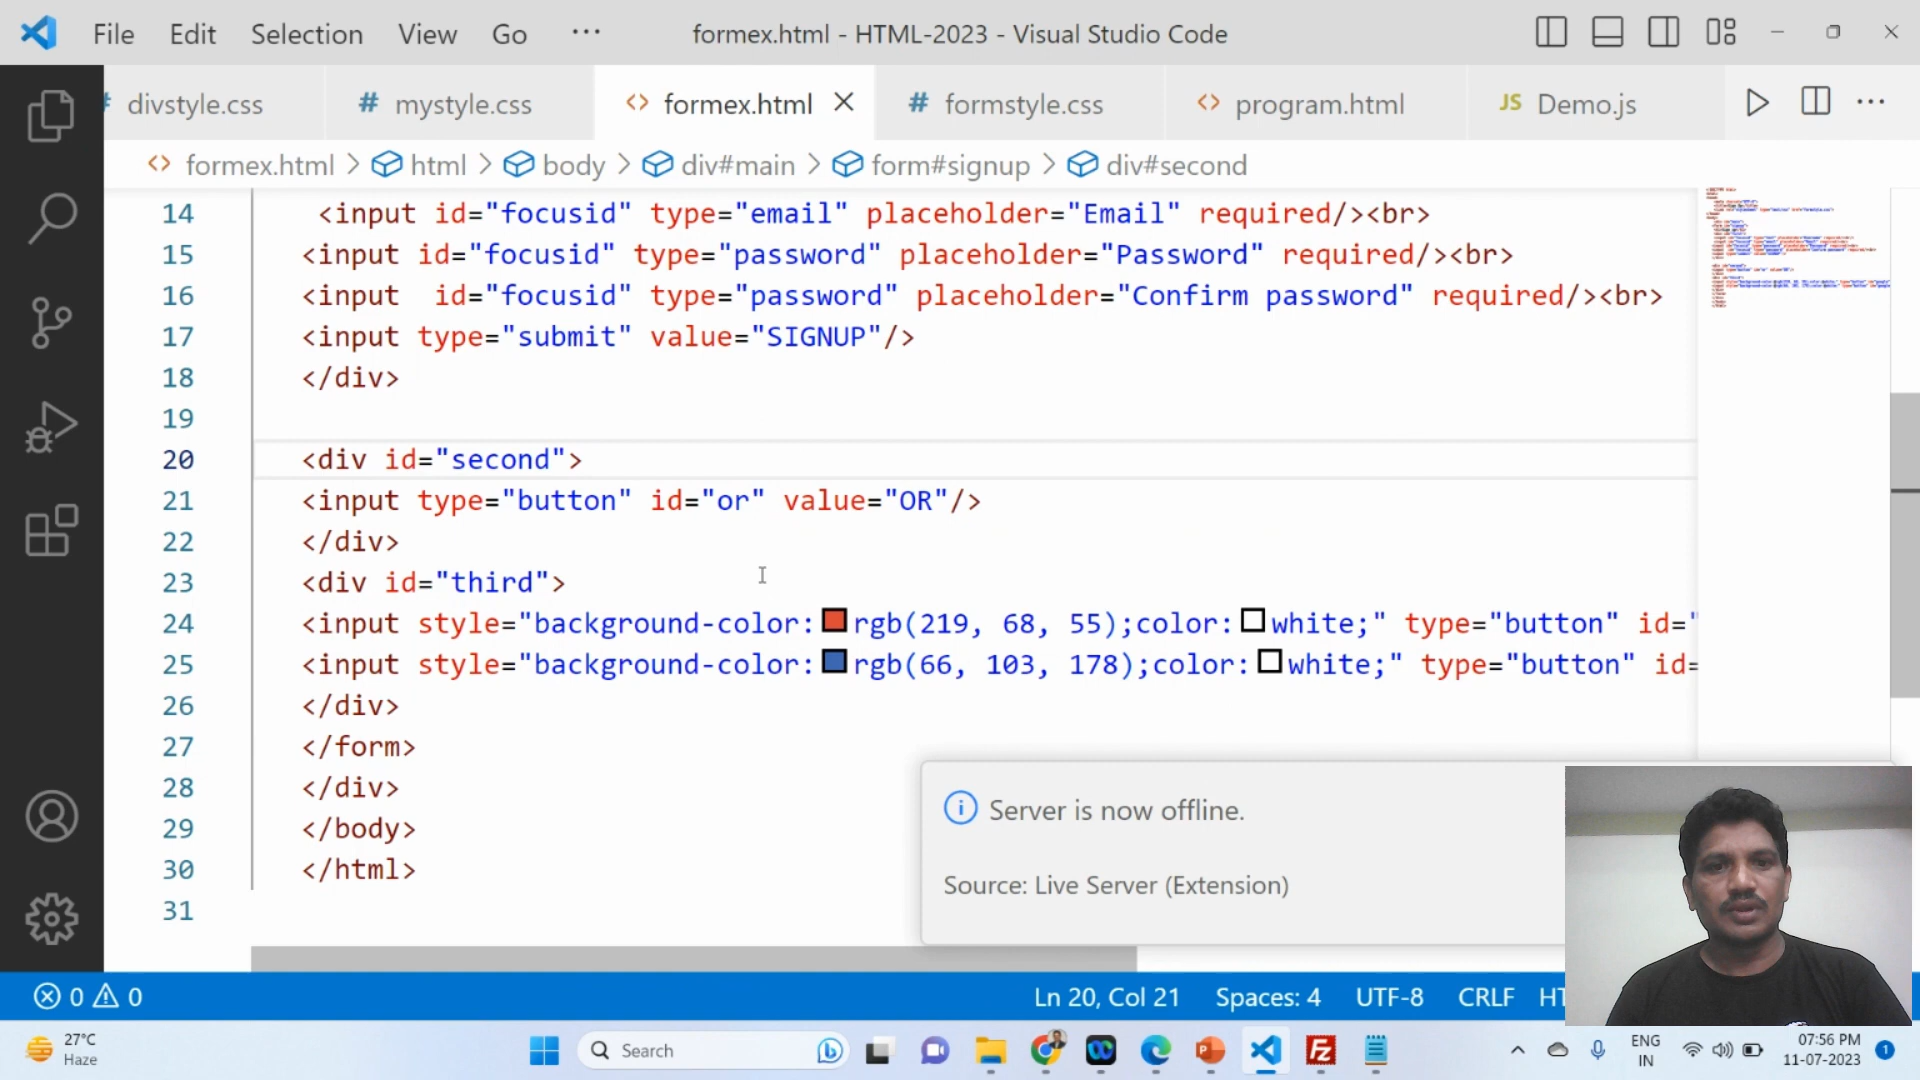 File Edit Selection View Go ··· formex.html - HTML-2023 - Visual Studio Code
# divstyle.css # mystyle.css <> formex.html # formstyle.css <> program.html JS Demo.js ···
<> formex.html > html > body > div#main > form#signup > div#second
14 <input id="focusid" type="email" placeholder="Email" required/><br>
15 <input id="focusid" type="password" placeholder="Password" required/><br>
16 <input  id="focusid" type="password" placeholder="Confirm password" required/><br>
17 <input type="submit" value="SIGNUP"/>
18 </div>
19
20 <div id="second">
21 <input type="button" id="or" value="OR"/>
22 </div>
23 <div id="third">
24 <input style="background-color:rgb(219, 68, 55);color:white;" type="button" id="
25 <input style="background-color:rgb(66, 103, 178);color:white;" type="button" id=
26 </div>
27 </form>
28 </div>
29 </body>
30 </html>
31
Server is now offline.
Source: Live Server (Extension)
0 0 Ln 20, Col 21 Spaces: 4 UTF-8 CRLF HT
27°C
Haze
Search
ENG
IN
07:56 PM
11-07-2023
1